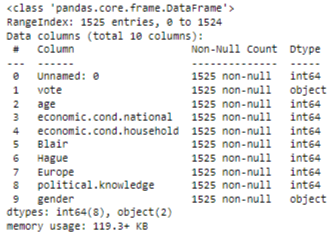 <class 'pandas.core.frame.DataFrame'>
RangeIndex: 1525 entries, 0 to 1524
Data columns (total 10 columns):
 #   Column                   Non-Null Count  Dtype
---  ------                   --------------  -----
 0   Unnamed: 0               1525 non-null   int64
 1   vote                     1525 non-null   object
 2   age                      1525 non-null   int64
 3   economic.cond.national   1525 non-null   int64
 4   economic.cond.household  1525 non-null   int64
 5   Blair                    1525 non-null   int64
 6   Hague                    1525 non-null   int64
 7   Europe                   1525 non-null   int64
 8   political.knowledge      1525 non-null   int64
 9   gender                   1525 non-null   object
dtypes: int64(8), object(2)
memory usage: 119.3+ KB